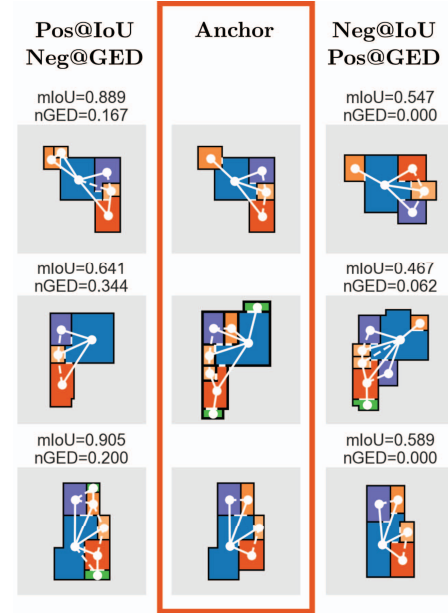 Pos@IoU
Neg@GED
Anchor
Neg@IoU
Pos@GED
mIoU=0.889
nGED=0.167
mIoU=0.547
nGED=0.000
mIoU=0.641
nGED=0.344
mIoU=0.467
nGED=0.062
mIoU=0.905
nGED=0.200
mIoU=0.589
nGED=0.000